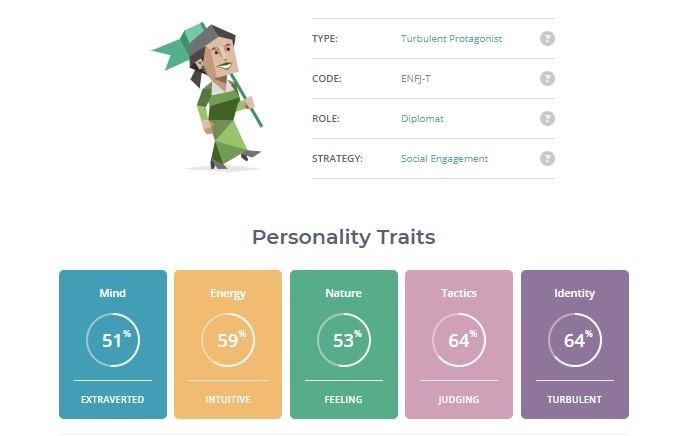 TYPE: Turbulent Protagonist ?
CODE: ENFJ-T ?
ROLE: Diplomat ?
STRATEGY: Social Engagement ?
Personality Traits
Mind
51%
EXTRAVERTED
Energy
59%
INTUITIVE
Nature
53%
FEELING
Tactics
64%
JUDGING
Identity
64%
TURBULENT